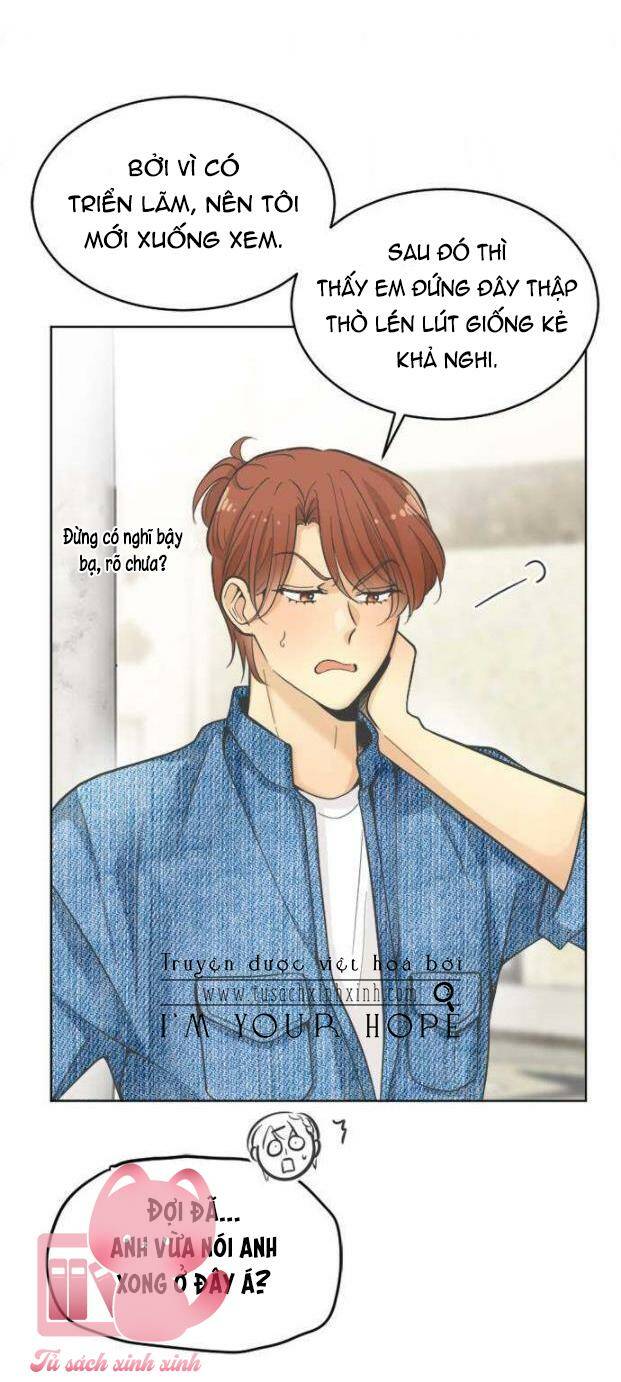 BỞI VÌ CÓ
TRIỂN LÃM, NÊN TÔI
MỚI XUỐNG XEM.
SAU ĐÓ THÌ
THẤY EM ĐỨNG ĐÂY THẬP
THÒ LÉN LÚT GIỐNG KẺ
KHẢ NGHI.
Đừng có nghĩ bậy
bạ, rõ chưa?
Truyện được việt hóa bởi
www.tusachxinhxinh.com
I'M YOUR HOPE
ĐỢI ĐÃ...
ANH VỪA NÓI ANH
XONG Ở ĐÂY Á?
Tủ sách xinh xinh